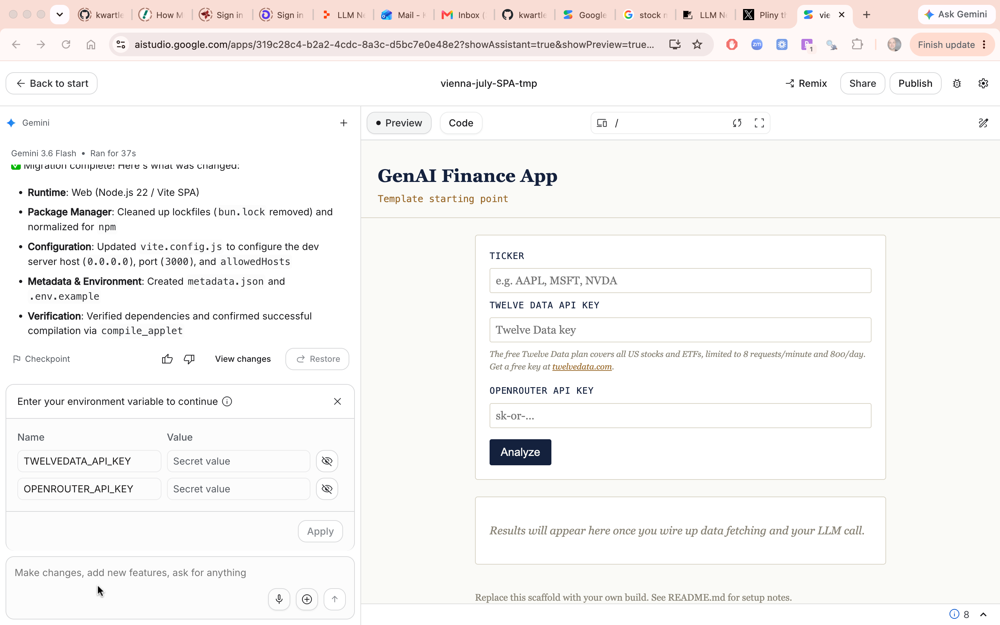 kwartle
How M
Sign in
Sign in
LLM Ne
Mail - K
Inbox (
kwartle
Google
stock n
LLM Ne
Pliny th
vie
Ask Gemini
aistudio.google.com/apps/319c28c4-b2a2-4cdc-8a3c-d5bc7e0e48e2?showAssistant=true&showPreview=true...
zm
1
Finish update
Back to start
vienna-july-SPA-tmp
Remix
Share
Publish
Gemini
Preview
Code
/
Gemini 3.6 Flash • Ran for 37s
Migration complete! Here's what was changed:
• Runtime: Web (Node.js 22 / Vite SPA)
• Package Manager: Cleaned up lockfiles (bun.lock removed) and
normalized for npm
• Configuration: Updated vite.config.js to configure the dev
server host (0.0.0.0), port (3000), and allowedHosts
• Metadata & Environment: Created metadata.json and
.env.example
• Verification: Verified dependencies and confirmed successful
compilation via compile_applet
Checkpoint
View changes
Restore
Enter your environment variable to continue
Name
Value
TWELVEDATA_API_KEY
Secret value
OPENROUTER_API_KEY
Secret value
Apply
Make changes, add new features, ask for anything
GenAI Finance App
Template starting point
TICKER
e.g. AAPL, MSFT, NVDA
TWELVE DATA API KEY
Twelve Data key
The free Twelve Data plan covers all US stocks and ETFs, limited to 8 requests/minute and 800/day.
Get a free key at twelvedata.com.
OPENROUTER API KEY
sk-or-...
Analyze
Results will appear here once you wire up data fetching and your LLM call.
Replace this scaffold with your own build. See README.md for setup notes.
8